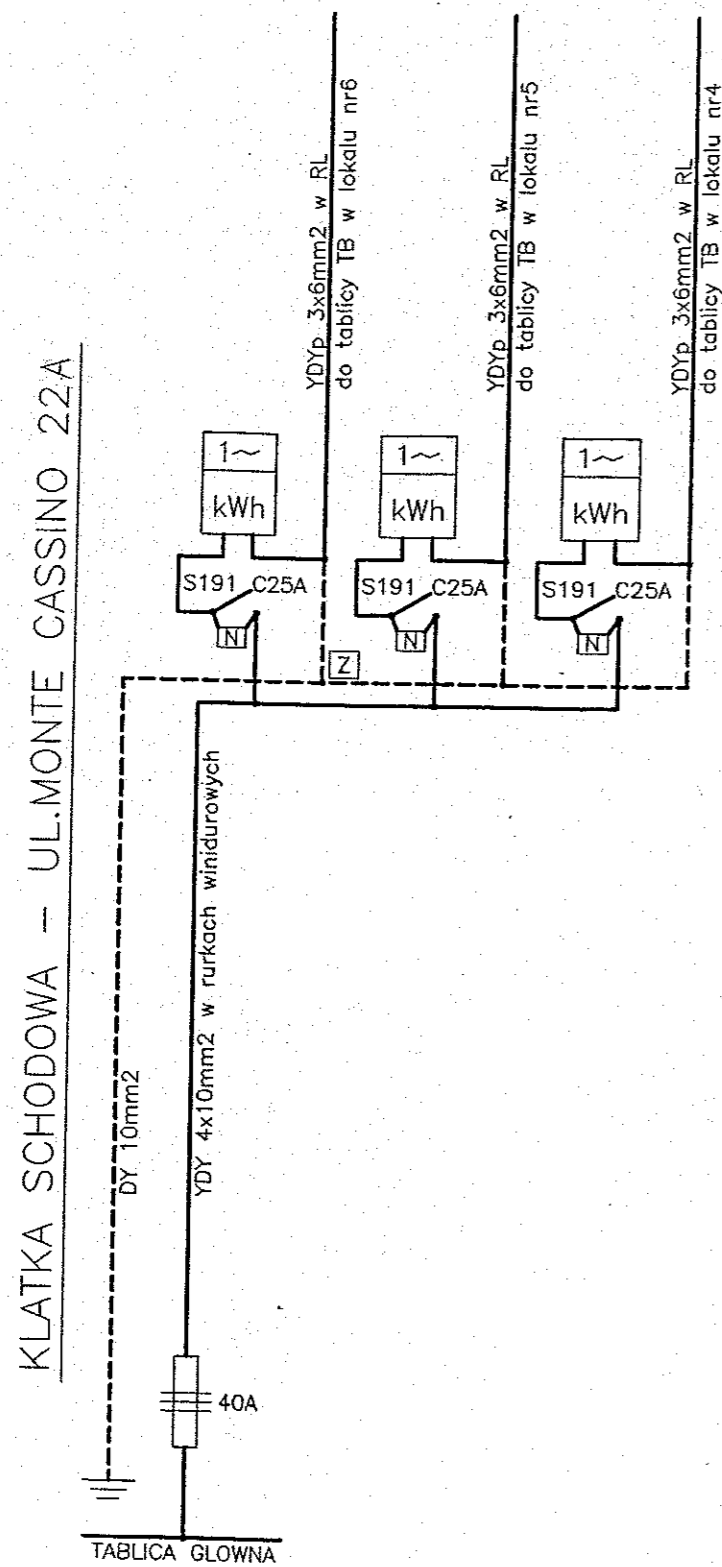 KLATKA SCHODOWA – UL.MONTE CASSINO 22A
YDYp 3x6mm2 w RL
do tablicy TB w lokalu nr6
YDYp 3x6mm2 w RL
do tablicy TB w lokalu nr5
YDYp 3x6mm2 w RL
do tablicy TB w lokalu nr4
1~
kWh
1~
kWh
1~
kWh
S191 C25A
N
S191 C25A
N
S191 C25A
N
Z
DY 10mm2
YDY 4x10mm2 w rurkach winidurowych
40A
TABLICA GLOWNA